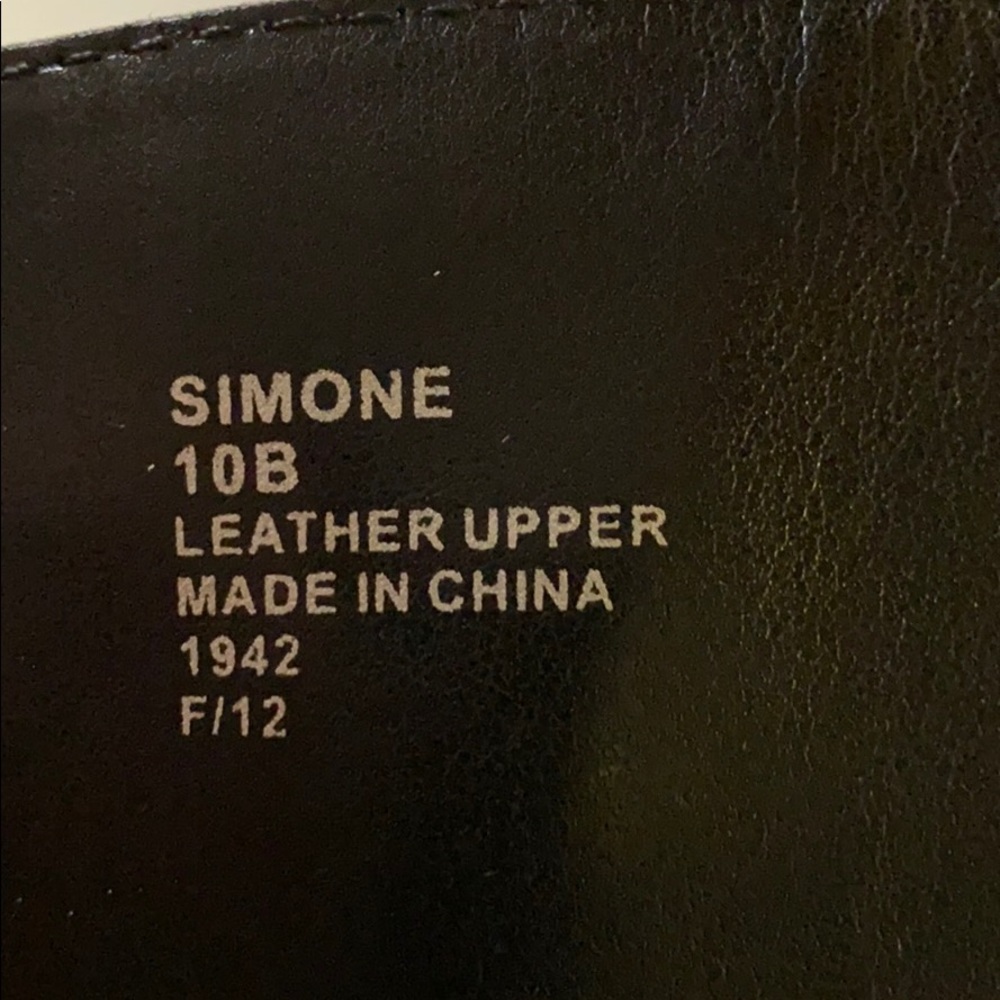 SIMONE
10B
LEATHER UPPER
MADE IN CHINA
1942
F/12